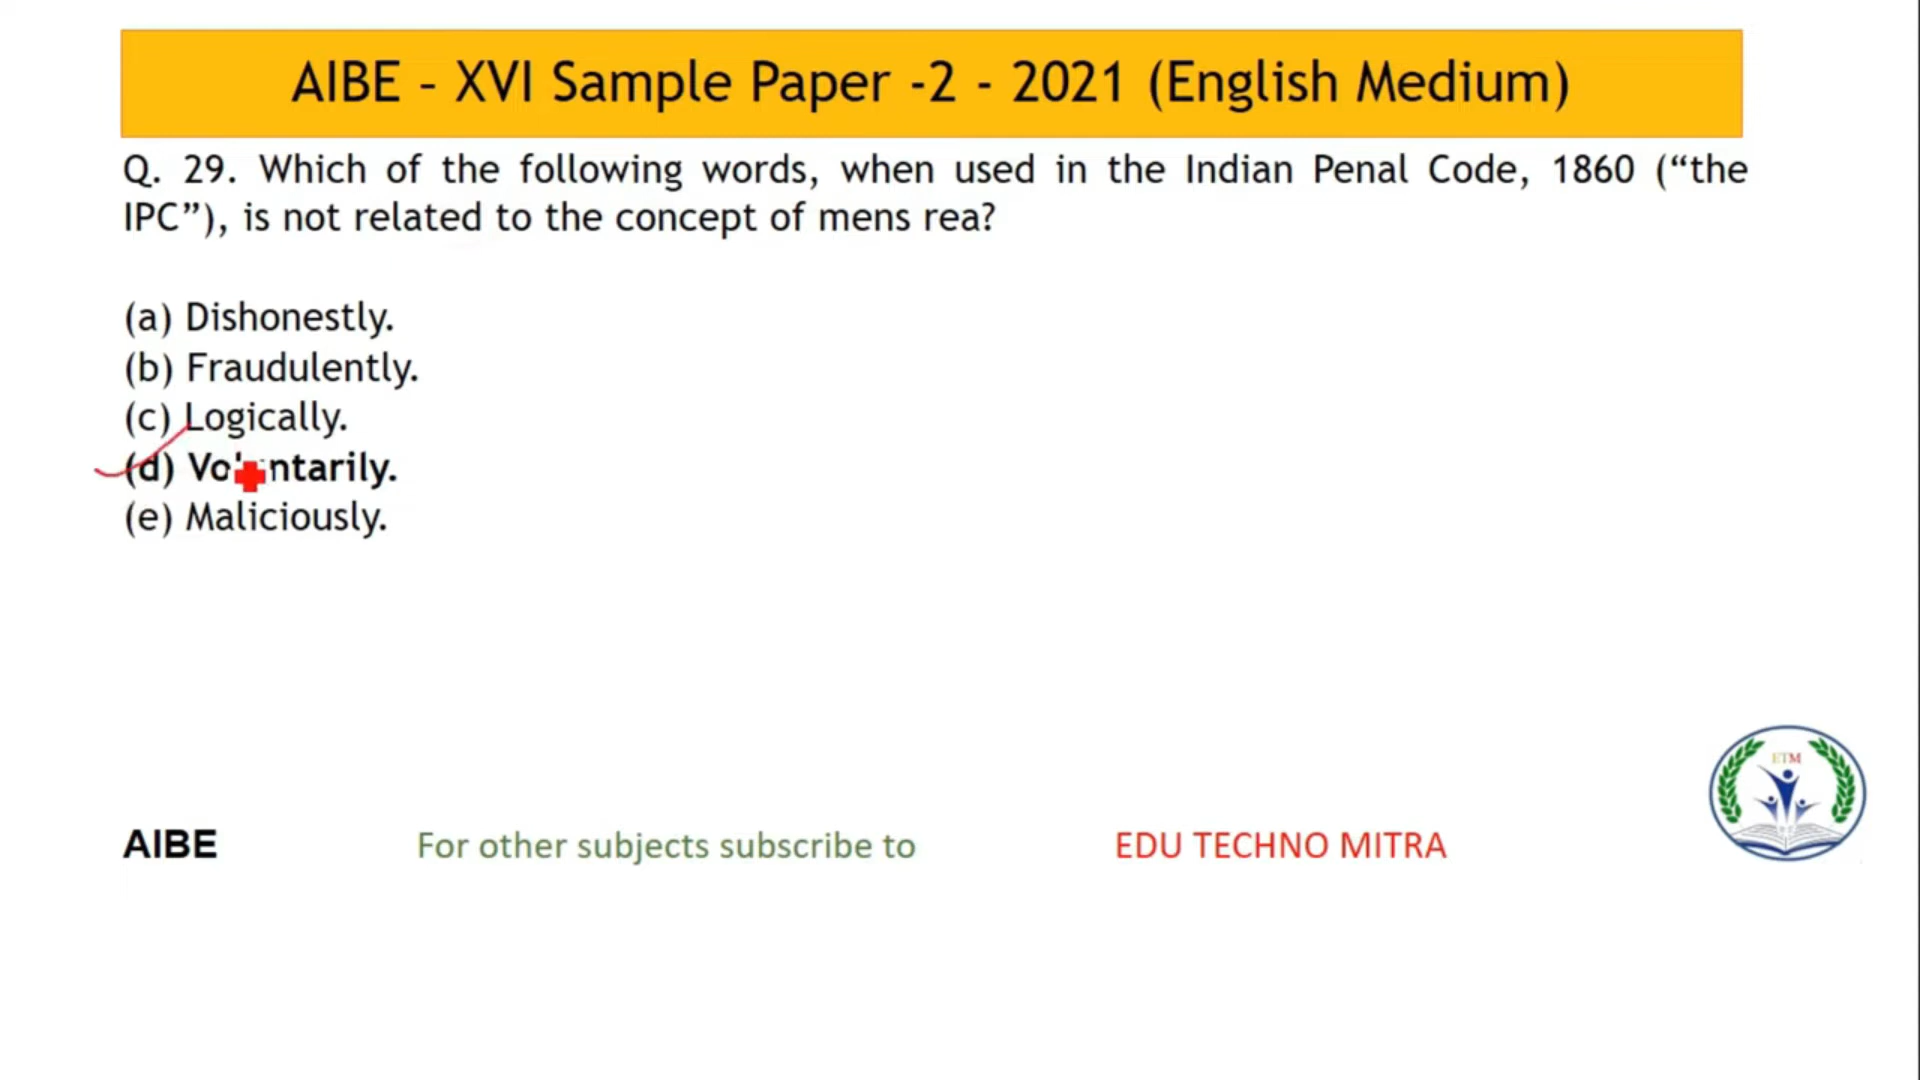 AIBE – XVI Sample Paper -2 - 2021 (English Medium)
Q. 29. Which of the following words, when used in the Indian Penal Code, 1860 (“the
IPC”), is not related to the concept of mens rea?
(a) Dishonestly.
(b) Fraudulently.
(c) Logically.
(d) Voluntarily.
(e) Maliciously.
ETM
AIBE For other subjects subscribe to EDU TECHNO MITRA